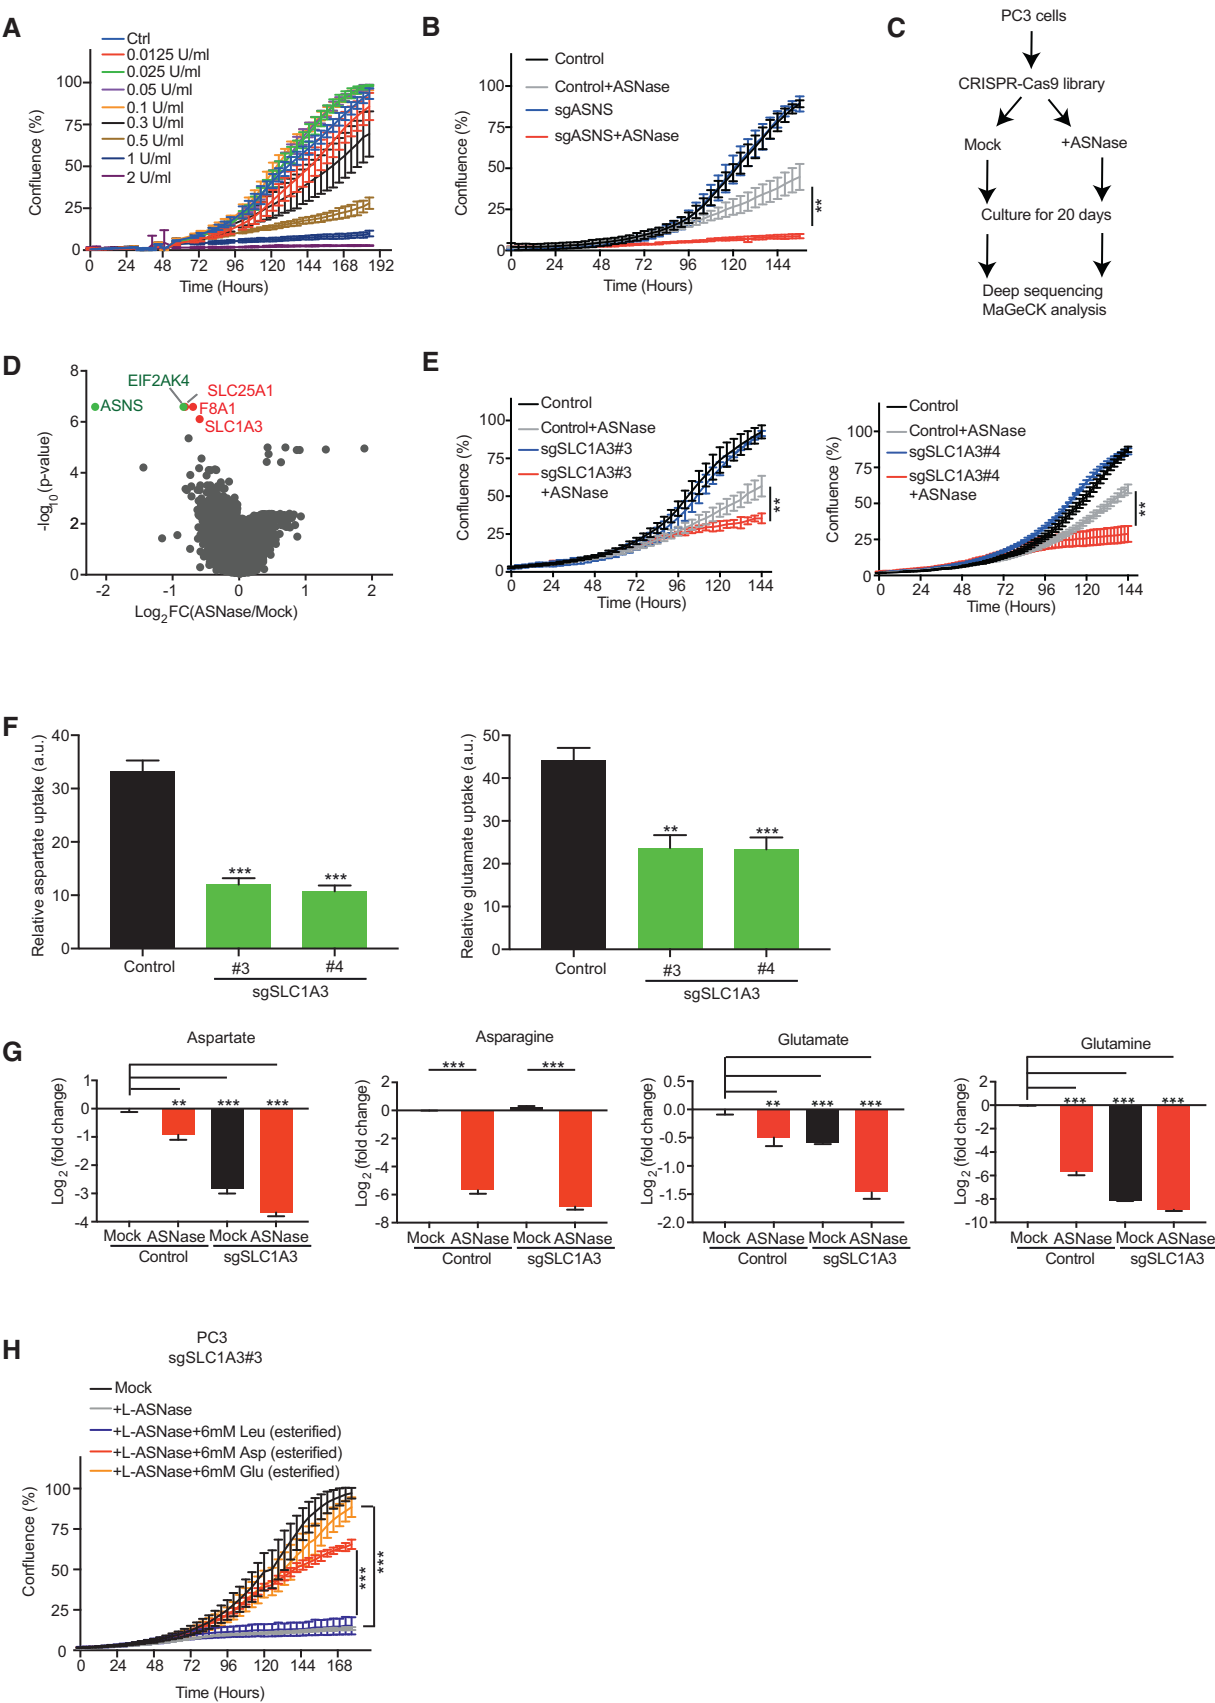 A
Ctrl
0.0125 U/ml
0.025 U/ml
0.05 U/ml
0.1 U/ml
0.3 U/ml
0.5 U/ml
1 U/ml
2 U/ml
Confluence (%)
100
75
50
25
0
0 24 48 72 96 120 144 168 192
Time (Hours)
B
Control
Control+ASNase
sgASNS
sgASNS+ASNase
Confluence (%)
100
75
50
25
0
**
0 24 48 72 96 120 144
Time (Hours)
C
PC3 cells
CRISPR-Cas9 library
Mock +ASNase
Culture for 20 days
Deep sequencing
MaGeCK analysis
D
-log10 (p-value)
8
6
4
2
0
EIF2AK4
SLC25A1
ASNS
F8A1
SLC1A3
-2 -1 0 1 2
Log2FC(ASNase/Mock)
E
Control
Control+ASNase
sgSLC1A3#3
sgSLC1A3#3
+ASNase
Confluence (%)
100
75
50
25
0
**
0 24 48 72 96 120 144
Time (Hours)
Control
Control+ASNase
sgSLC1A3#4
sgSLC1A3#4
+ASNase
Confluence (%)
100
75
50
25
0
**
0 24 48 72 96 120 144
Time (Hours)
F
Relative aspartate uptake (a.u.)
40
30
20
10
0
*** ***
Control #3 #4
sgSLC1A3
Relative glutamate uptake (a.u.)
50
40
30
20
10
0
** ***
Control #3 #4
sgSLC1A3
G
Aspartate
Log2 (fold change)
1
0
-1
-2
-3
-4
** *** ***
Mock ASNase Mock ASNase
Control sgSLC1A3
Asparagine
Log2 (fold change)
2
0
-2
-4
-6
-8
*** ***
Mock ASNase Mock ASNase
Control sgSLC1A3
Glutamate
Log2 (fold change)
0.5
0.0
-0.5
-1.0
-1.5
-2.0
** *** ***
Mock ASNase Mock ASNase
Control sgSLC1A3
Glutamine
Log2 (fold change)
2
0
-2
-4
-6
-8
-10
*** *** ***
Mock ASNase Mock ASNase
Control sgSLC1A3
H
PC3
sgSLC1A3#3
Mock
+L-ASNase
+L-ASNase+6mM Leu (esterified)
+L-ASNase+6mM Asp (esterified)
+L-ASNase+6mM Glu (esterified)
Confluence (%)
100
75
50
25
0
*** ***
0 24 48 72 96 120 144 168
Time (Hours)